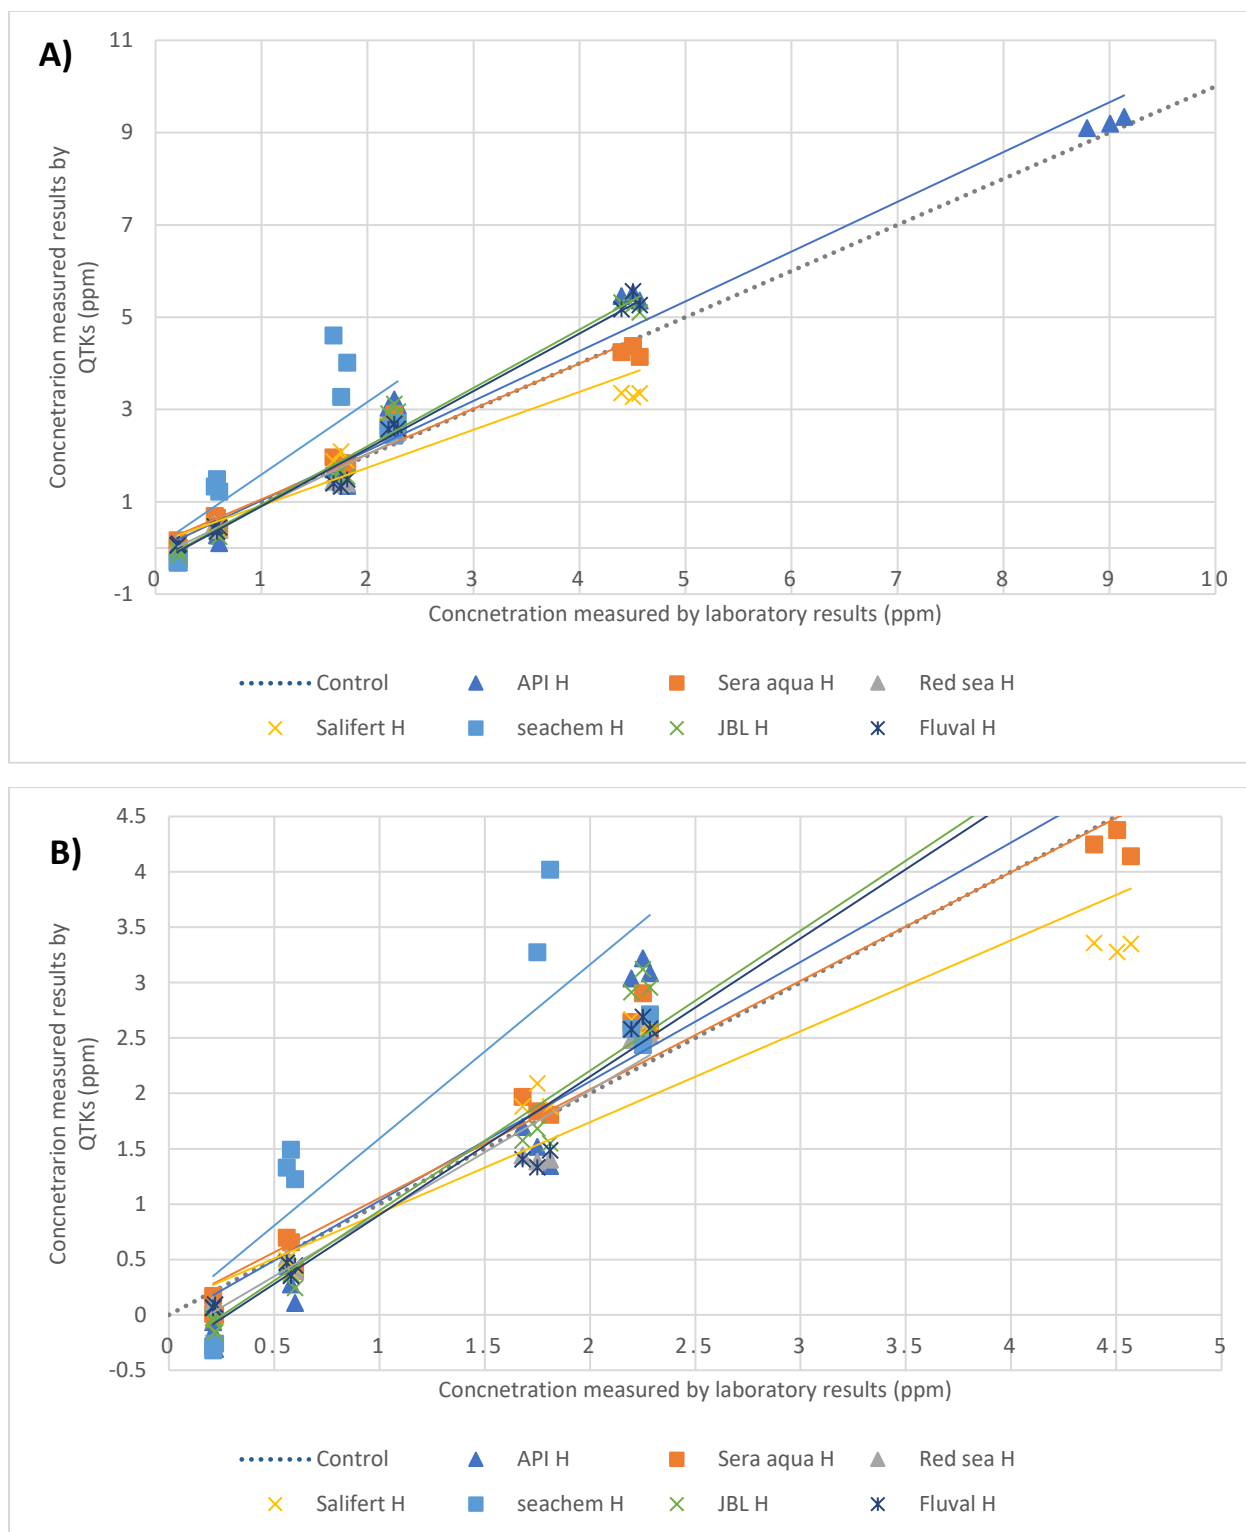 A)
11
9
7
5
3
1
-1
Concnetrarion measured results by
QTKs (ppm)
0 1 2 3 4 5 6 7 8 9 10
Concnetration measured by laboratory results (ppm)
Control API H Sera aqua H Red sea H
Salifert H seachem H JBL H Fluval H
B)
4.5
4
3.5
3
2.5
2
1.5
1
0.5
0
-0.5
Concnetrarion measured results by
QTKs (ppm)
0 0.5 1 1.5 2 2.5 3 3.5 4 4.5 5
Concnetration measured by laboratory results (ppm)
Control API H Sera aqua H Red sea H
Salifert H seachem H JBL H Fluval H